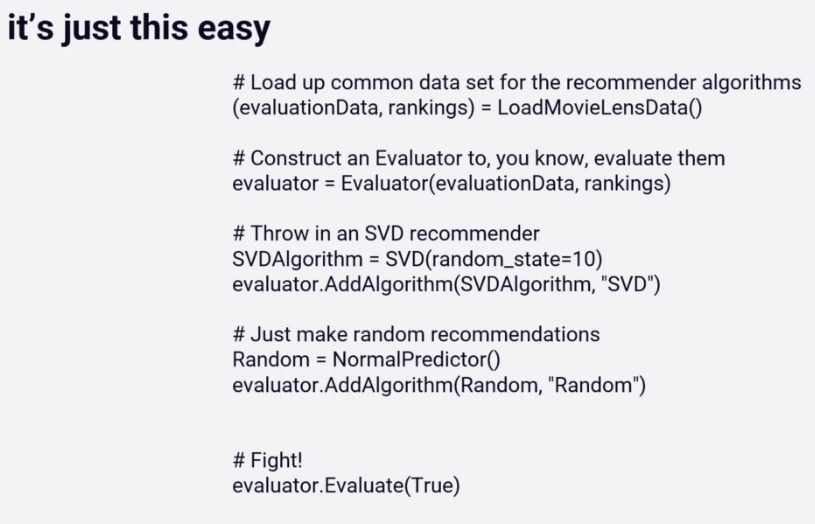 it’s just this easy
# Load up common data set for the recommender algorithms
(evaluationData, rankings) = LoadMovieLensData()
# Construct an Evaluator to, you know, evaluate them
evaluator = Evaluator(evaluationData, rankings)
# Throw in an SVD recommender
SVDAlgorithm = SVD(random_state=10)
evaluator.AddAlgorithm(SVDAlgorithm, "SVD")
# Just make random recommendations
Random = NormalPredictor()
evaluator.AddAlgorithm(Random, "Random")
# Fight!
evaluator.Evaluate(True)